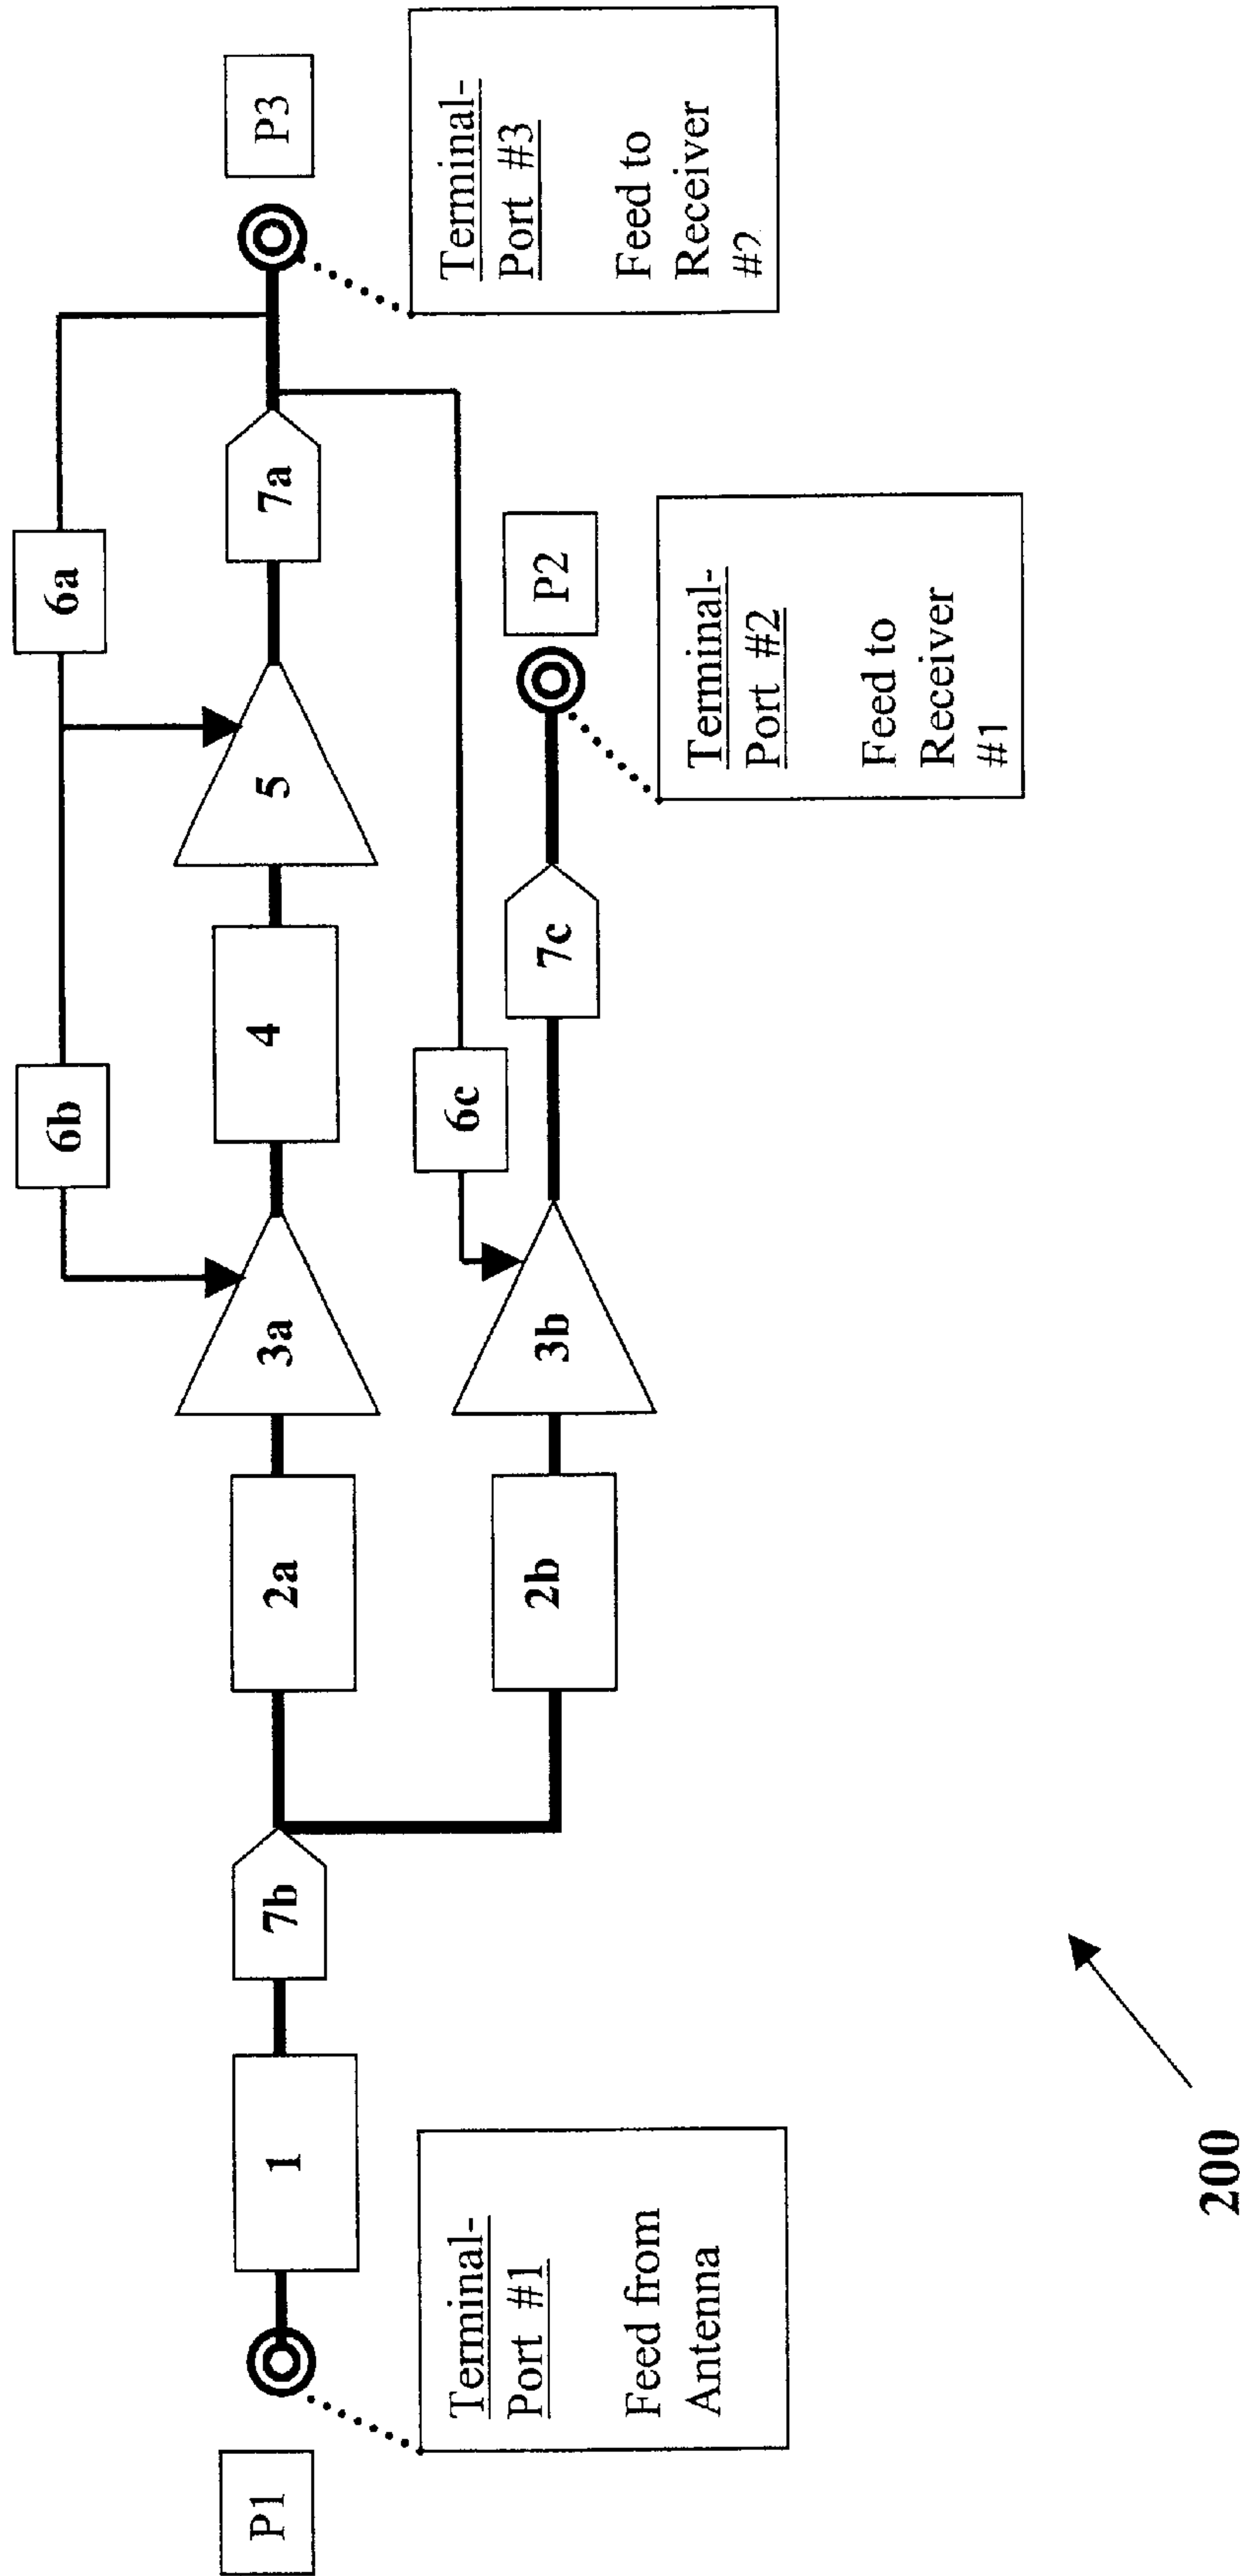 6b
6a
P1
1
7b
2a
3a
4
5
7a
P3
6c
2b
3b
7c
P2
Terminal-
Port #1
Feed from
Antenna
Terminal-
Port #2
Feed to
Receiver
#1
Terminal-
Port #3
Feed to
Receiver
#2
200